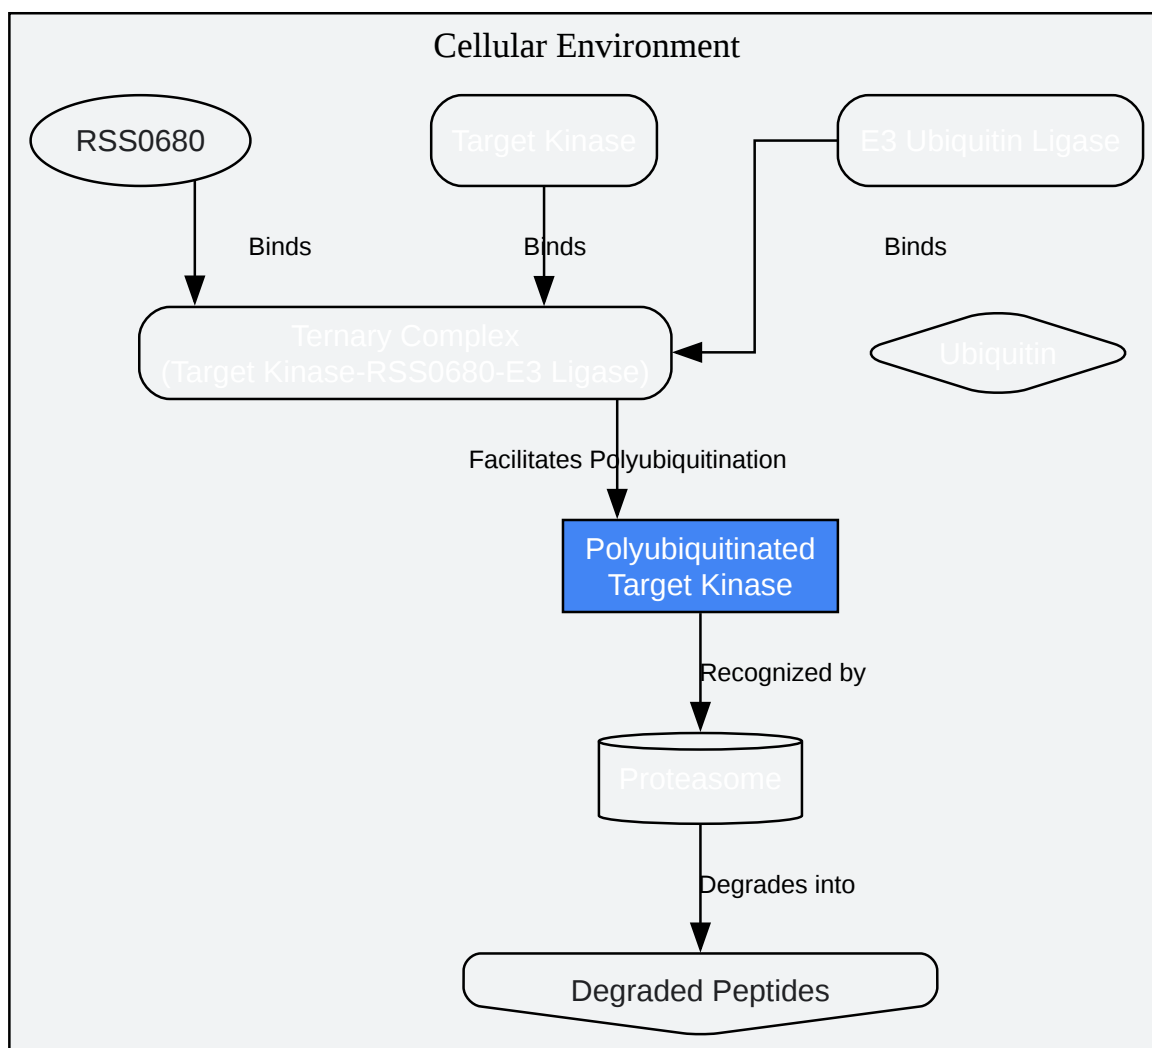 Cellular Environment
RSS0680
Target Kinase
E3 Ubiquitin Ligase
Binds
Binds
Binds
Ternary Complex
(Target Kinase-RSS0680-E3 Ligase)
Ubiquitin
Facilitates Polyubiquitination
Polyubiquitinated
Target Kinase
Recognized by
Proteasome
Degrades into
Degraded Peptides